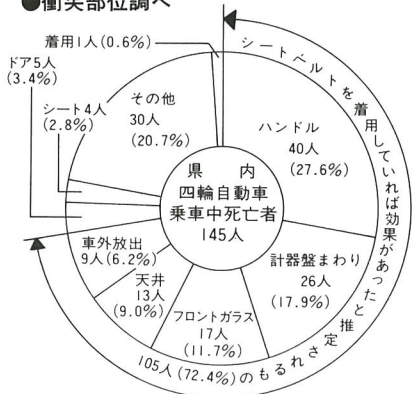 ●衝突部位調べ
着用1人(0.6%)
ドア5人
(3.4%)
シート4人
(2.8%)
その他
30人
(20.7%)
ハンドル
40人
(27.6%)
県内
四輪自動車
乗車中死亡者
145人
車外放出
9人(6.2%)
天井
13人
(9.0%)
フロントガラス
17人
(11.7%)
計器盤まわり
26人
(17.9%)
シートベルトを着用していれば効果があったと推定されるもの
105人(72.4%)